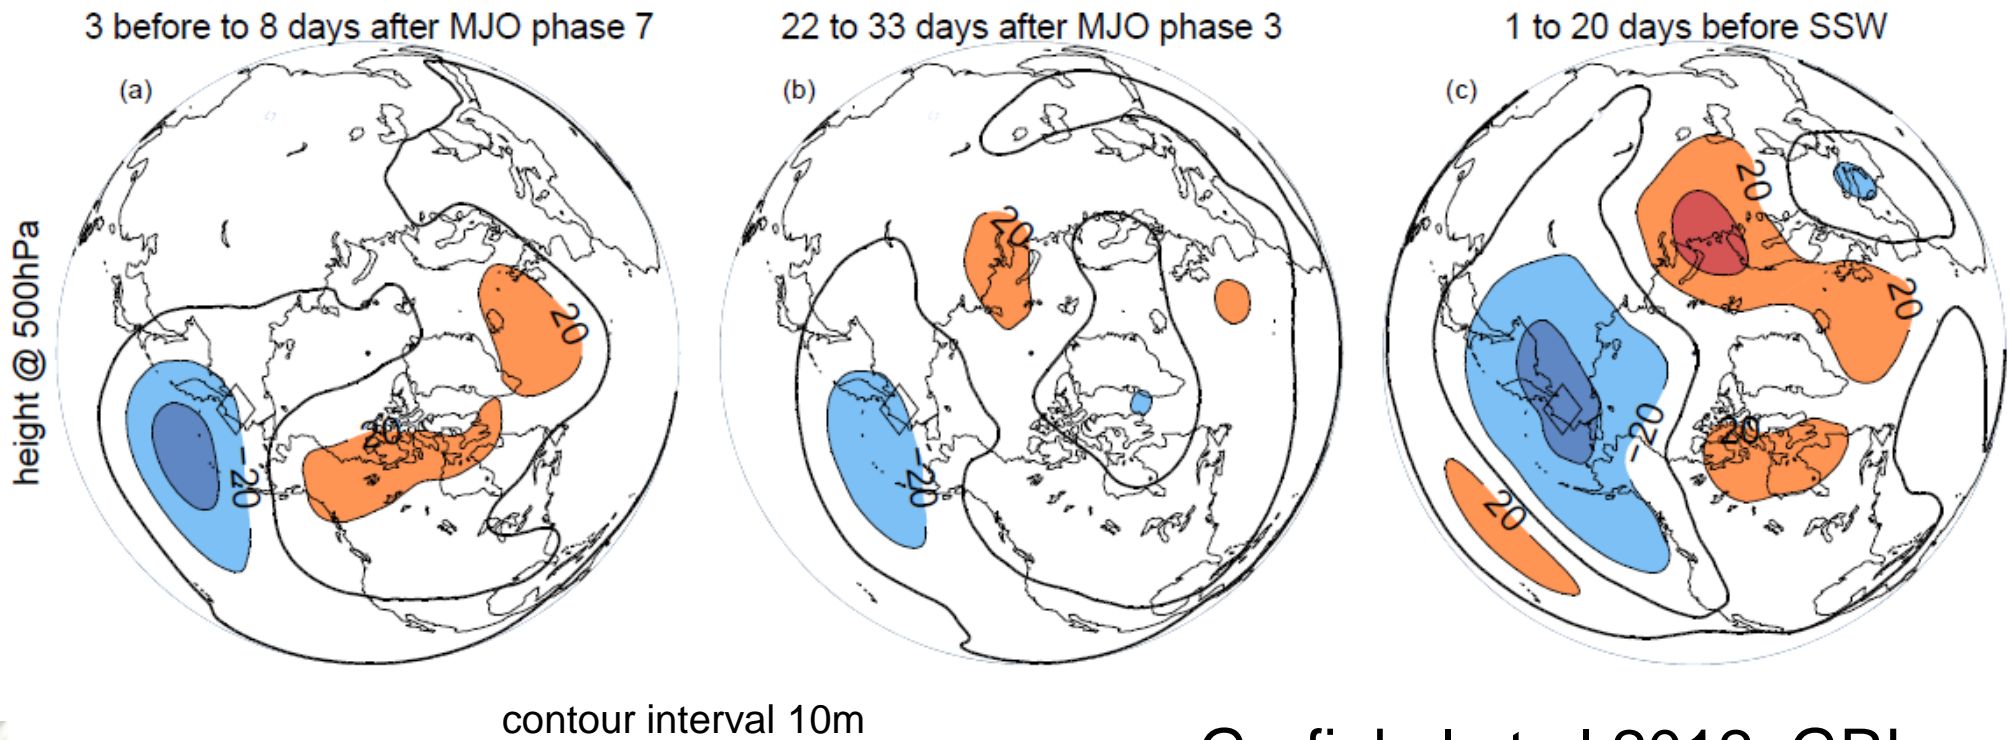 3 before to 8 days after MJO phase 7
22 to 33 days after MJO phase 3
1 to 20 days before SSW
(a)
(b)
(c)
height @ 500hPa
20
20
-20
20
20
-20
20
20
-20
20
20
contour interval 10m